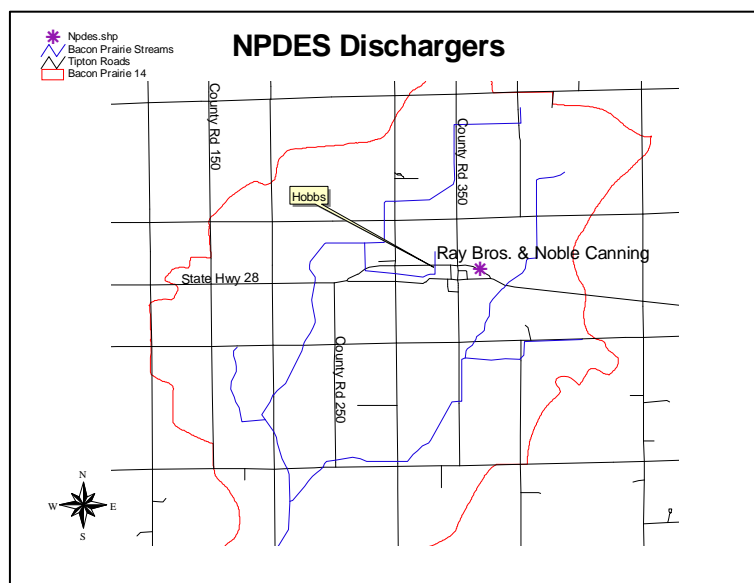 NPDES Dischargers
Npdes.shp
Bacon Prairie Streams
Tipton Roads
Bacon Prairie 14
County Rd 150
County Rd 350
Hobbs
Ray Bros. & Noble Canning
State Hwy 28
County Rd 250
N
W E
S